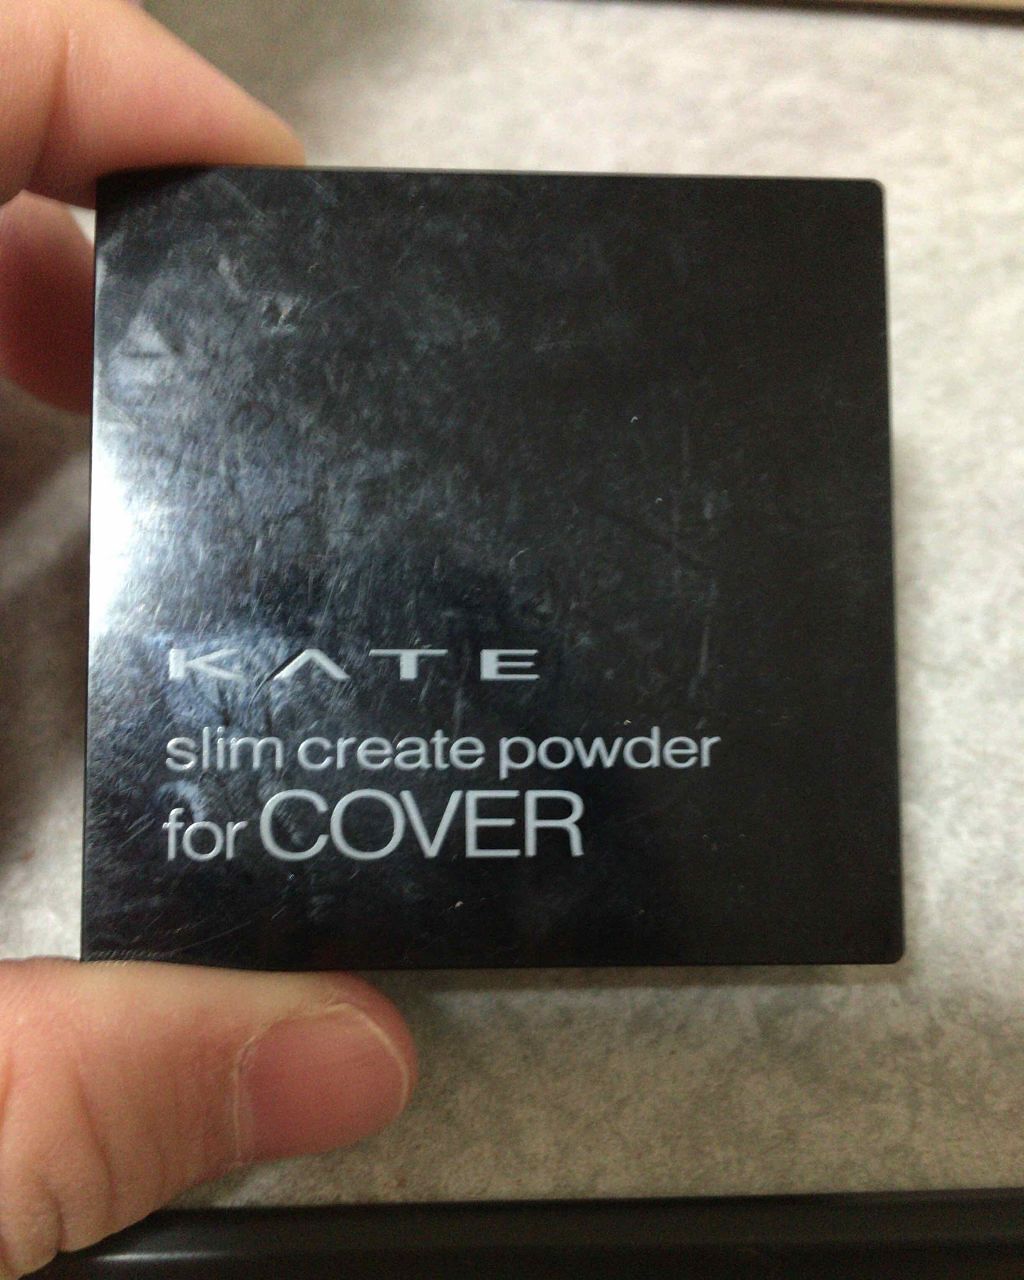 KATE
slim create powder
for COVER